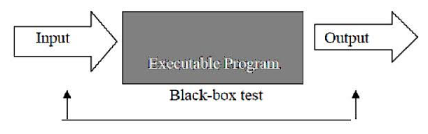 Input
Output
Executable Program,
Black-box test